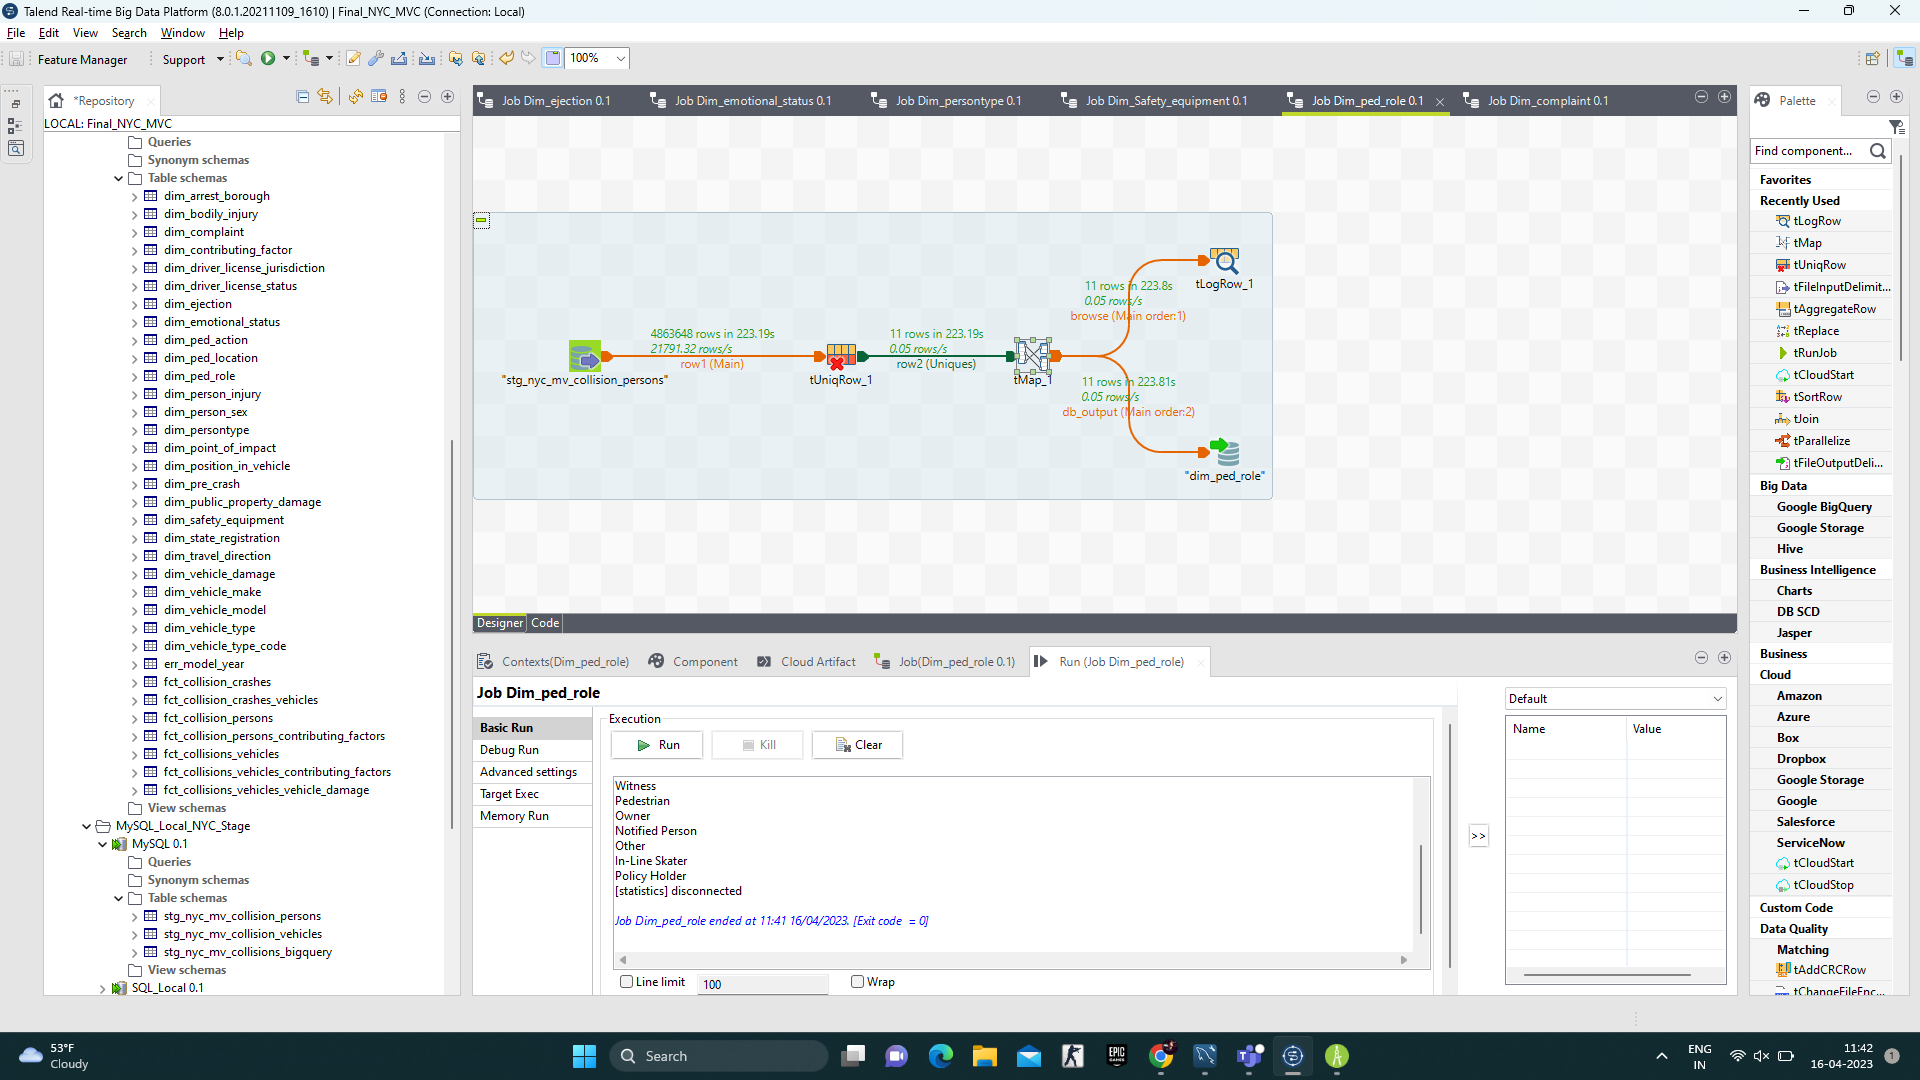 Talend Real-time Big Data Platform (8.0.1.20211109_1610) | Final_NYC_MVC (Connection: Local)
File Edit View Search Window Help
Feature Manager Support 100%
*Repository
LOCAL: Final_NYC_MVC
Queries
Synonym schemas
Table schemas
dim_arrest_borough
dim_bodily_injury
dim_complaint
dim_contributing_factor
dim_driver_license_jurisdiction
dim_driver_license_status
dim_ejection
dim_emotional_status
dim_ped_action
dim_ped_location
dim_ped_role
dim_person_injury
dim_person_sex
dim_persontype
dim_point_of_impact
dim_position_in_vehicle
dim_pre_crash
dim_public_property_damage
dim_safety_equipment
dim_state_registration
dim_travel_direction
dim_vehicle_damage
dim_vehicle_make
dim_vehicle_model
dim_vehicle_type
dim_vehicle_type_code
err_model_year
fct_collision_crashes
fct_collision_crashes_vehicles
fct_collision_persons
fct_collision_persons_contributing_factors
fct_collisions_vehicles
fct_collisions_vehicles_contributing_factors
fct_collisions_vehicles_vehicle_damage
View schemas
MySQL_Local_NYC_Stage
MySQL 0.1
Queries
Synonym schemas
Table schemas
stg_nyc_mv_collision_persons
stg_nyc_mv_collision_vehicles
stg_nyc_mv_collisions_bigquery
View schemas
SQL_Local 0.1
Job Dim_ejection 0.1
Job Dim_emotional_status 0.1
Job Dim_persontype 0.1
Job Dim_Safety_equipment 0.1
Job Dim_ped_role 0.1
Job Dim_complaint 0.1
4863648 rows in 223.19s
21791.32 rows/s
row1 (Main)
"stg_nyc_mv_collision_persons"
tUniqRow_1
11 rows in 223.19s
0.05 rows/s
row2 (Uniques)
tMap_1
11 rows in 223.8s
0.05 rows/s
browse (Main order:1)
tLogRow_1
11 rows in 223.81s
0.05 rows/s
db_output (Main order:2)
"dim_ped_role"
Designer Code
Contexts(Dim_ped_role)
Component
Cloud Artifact
Job(Dim_ped_role 0.1)
Run (Job Dim_ped_role)
Job Dim_ped_role
Basic Run
Debug Run
Advanced settings
Target Exec
Memory Run
Execution
Run
Kill
Clear
Witness
Pedestrian
Owner
Notified Person
Other
In-Line Skater
Policy Holder
[statistics] disconnected
Job Dim_ped_role ended at 11:41 16/04/2023. [Exit code = 0]
Line limit 100 Wrap
>>
Default
Name Value
Palette
Find component...
Favorites
Recently Used
tLogRow
tMap
tUniqRow
tFileInputDelimit...
tAggregateRow
tReplace
tRunJob
tCloudStart
tSortRow
tJoin
tParallelize
tFileOutputDeli...
Big Data
Google BigQuery
Google Storage
Hive
Business Intelligence
Charts
DB SCD
Jasper
Business
Cloud
Amazon
Azure
Box
Dropbox
Google Storage
Google
Salesforce
ServiceNow
tCloudStart
tCloudStop
Custom Code
Data Quality
Matching
tAddCRCRow
tChangeFileEnc...
53°F
Cloudy
Search
EPIC
GAMES
ENG
IN
11:42
16-04-2023
1